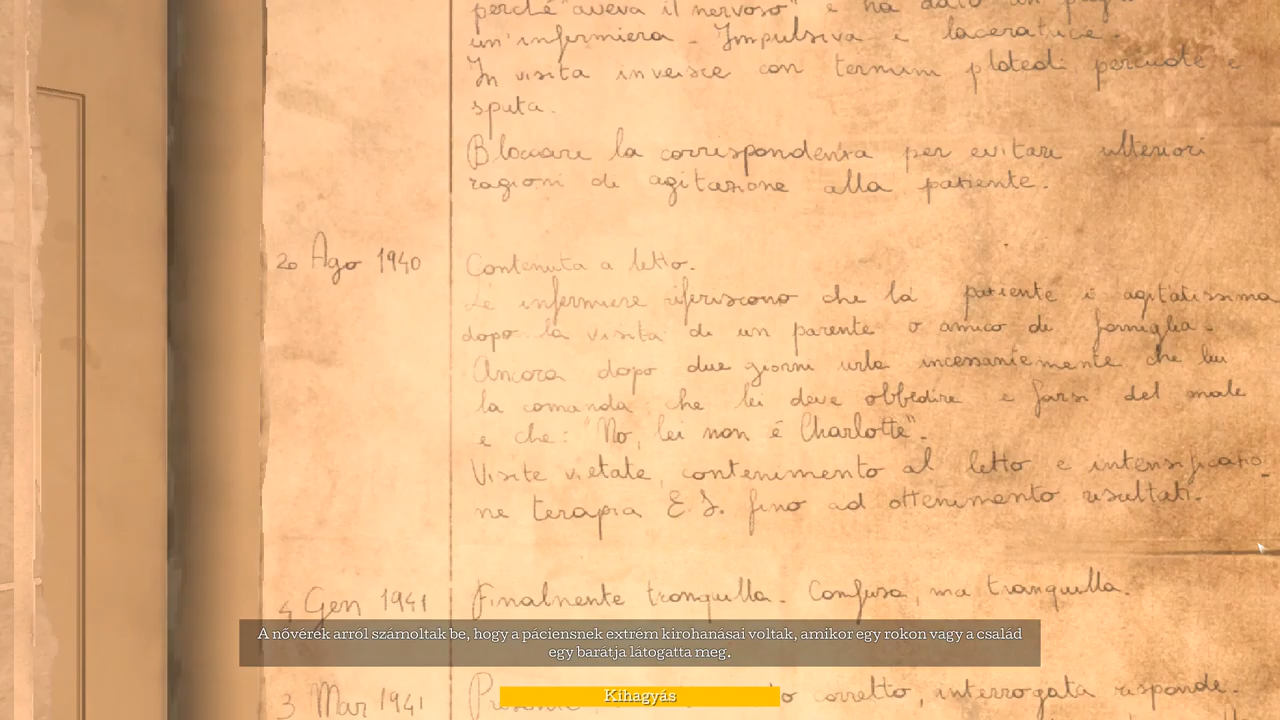 perché "aveva il nervoso" e ha dato un
un'infermiera - Impulsiva e laceratrice.
In visita inveisce con termini plateali percuote e
sputa.
Bloccare la corrispondenza per evitare ulteriori
ragioni di agitazione alla paziente.
20 Ago 1940
Contenuta a letto.
Le infermiere riferiscono che la paziente è agitatissima
dopo la visita di un parente o amico di famiglia.
Ancora dopo due giorni urla incessantemente che lui
la comanda che lei deve obbedire e farsi del male
e che: "No, lei non é Charlotte".
Visite vietate, contenimento al letto e intensificazio-
ne terapia E.S. fino ad ottenimento risultati.
4 Gen 1941
Finalmente tranquilla. Confusa, ma tranquilla.
A nővérek arról számoltak be, hogy a páciensnek extrém kirohanásai voltak, amikor egy rokon vagy a család
egy barátja látogatta meg.
3 Mar 1941
corretto, interrogata risponde.
Kihagyás